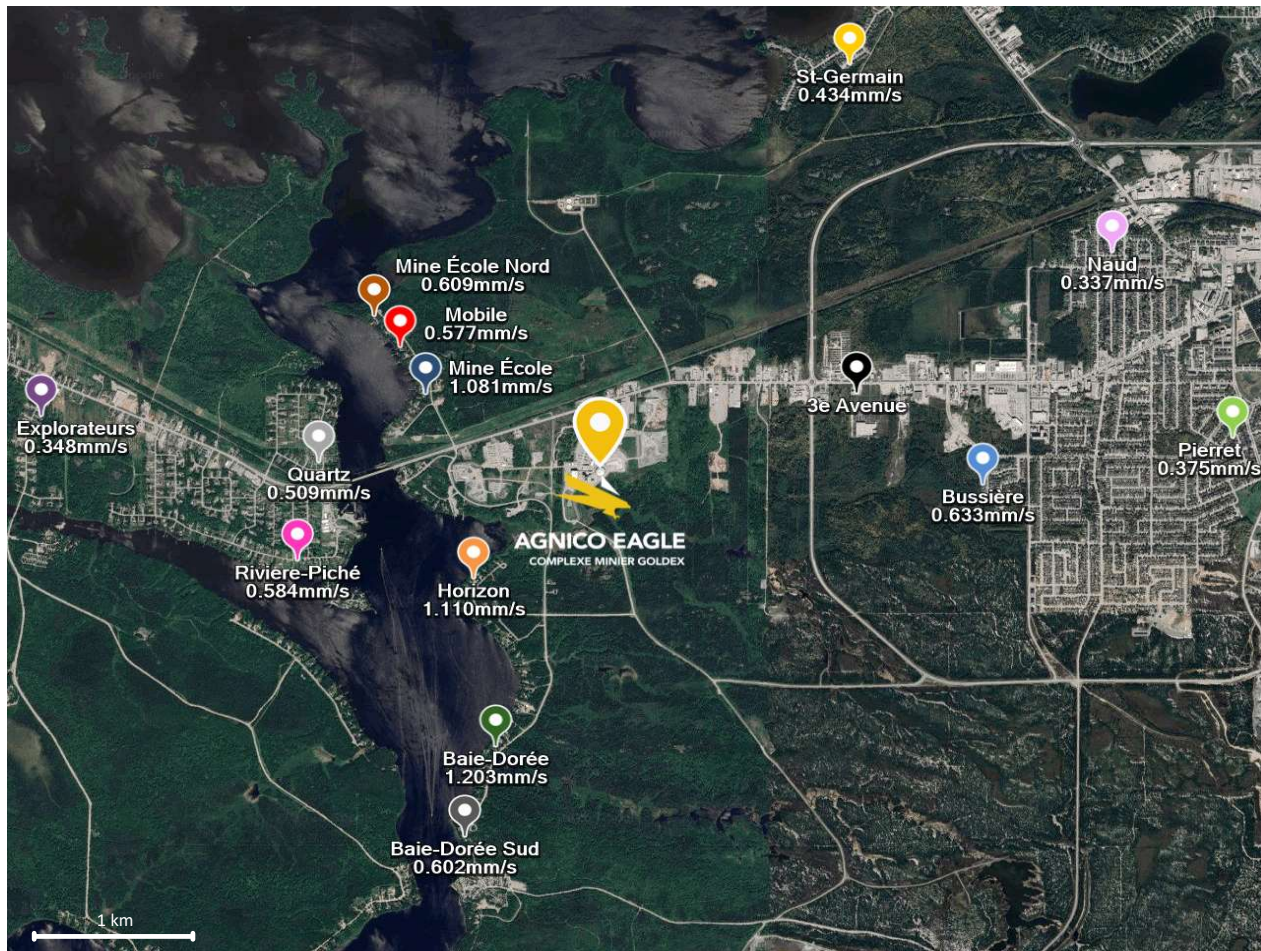 St-Germain
0.434mm/s
Naud
0.337mm/s
Mine École Nord
0.609mm/s
Mobile
0.577mm/s
Mine École
1.081mm/s
3e Avenue
Explorateurs
0.348mm/s
Quartz
0.509mm/s
Pierret
0.375mm/s
Bussière
0.633mm/s
AGNICO EAGLE
COMPLEXE MINIER GOLDEX
Rivière-Piché
0.584mm/s
Horizon
1.110mm/s
Baie-Dorée
1.203mm/s
Baie-Dorée Sud
0.602mm/s
1 km